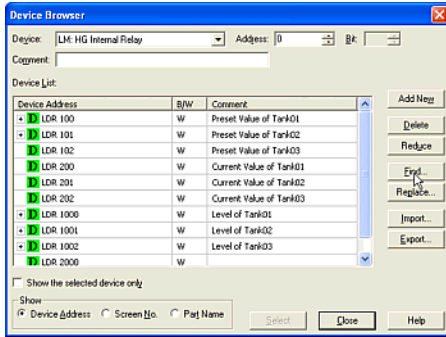 Device Browser
Device: LM: HG Internal Relay Address: 0 Bit:
Comment:
Device List:
Device Address B/W Comment
D LDR 100 W Preset Value of Tank01
D LDR 101 W Preset Value of Tank02
D LDR 102 W Preset Value of Tank03
D LDR 200 W Current Value of Tank01
D LDR 201 W Current Value of Tank02
D LDR 202 W Current Value of Tank03
D LDR 1000 W Level of Tank01
D LDR 1001 W Level of Tank02
D LDR 1002 W Level of Tank03
D LDR 2000 W
Add New
Delete
Reduce
Find...
Replace...
Import...
Export...
Show the selected device only
Show
Device Address Screen No. Part Name
Select Close Help